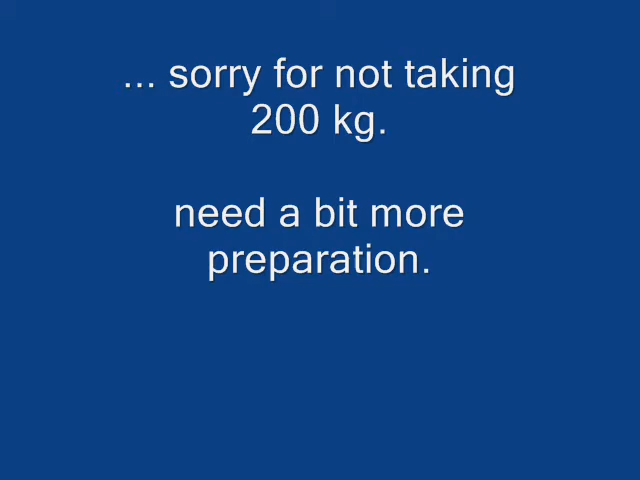 ... sorry for not taking
200 kg.
need a bit more
preparation.